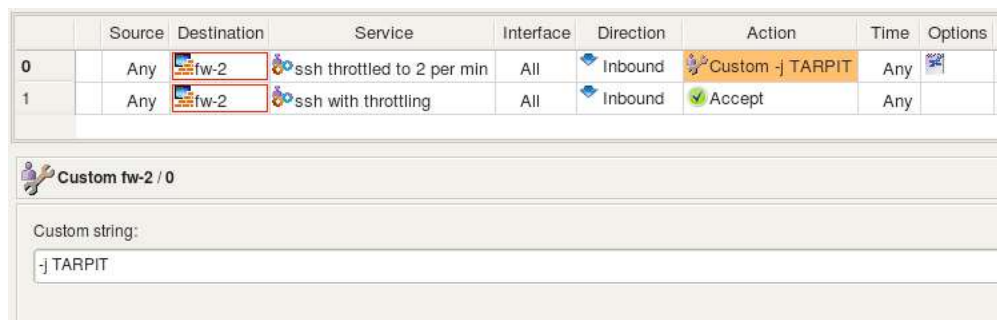 Source Destination Service Interface Direction Action Time Options
0 Any fw-2 ssh throttled to 2 per min All Inbound Custom -j TARPIT Any
1 Any fw-2 ssh with throttling All Inbound Accept Any
Custom fw-2 / 0
Custom string:
-j TARPIT